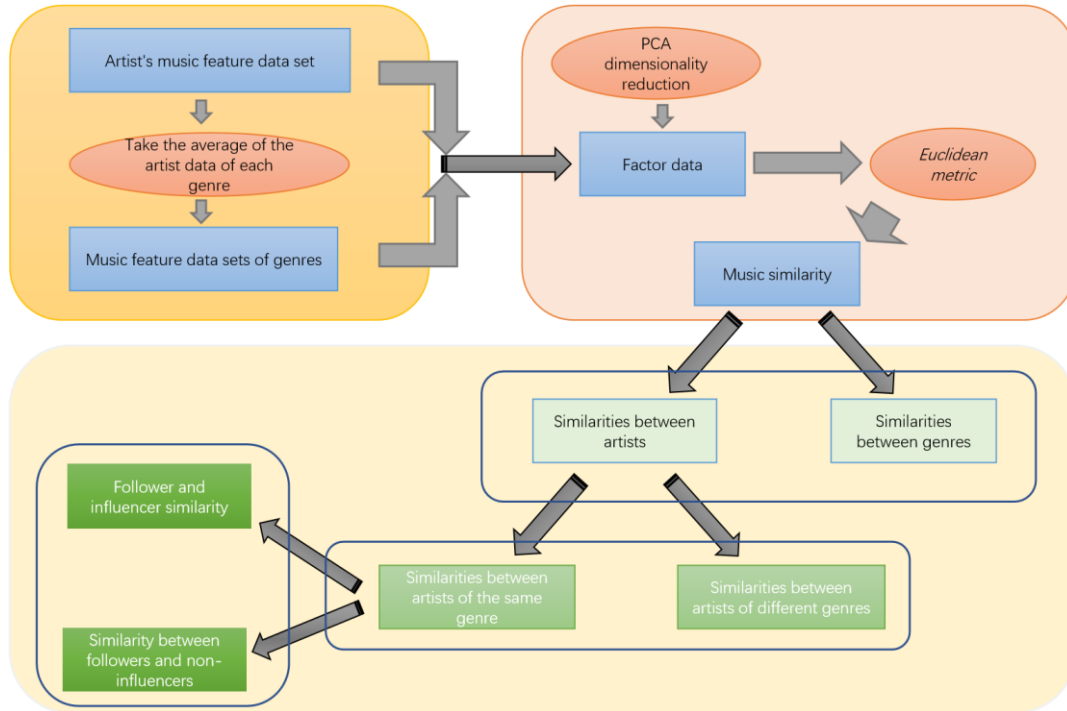 Artist's music feature data set
Take the average of the
artist data of each
genre
Music feature data sets of genres
PCA
dimensionality
reduction
Factor data
Euclidean
metric
Music similarity
Similarities between
artists
Similarities
between genres
Follower and
influencer similarity
Similarities between
artists of the same
genre
Similarities between
artists of different genres
Similarity between
followers and non-
influencers